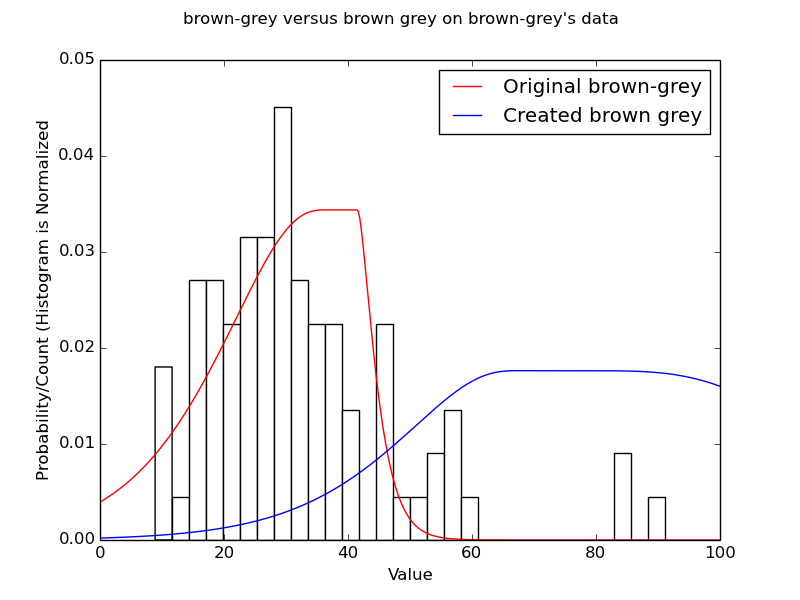 brown-grey versus brown grey on brown-grey's data
0.05
0.04
0.03
0.02
0.01
0.00
Probability/Count (Histogram is Normalized
Original brown-grey
Created brown grey
0
20
40
60
80
100
Value